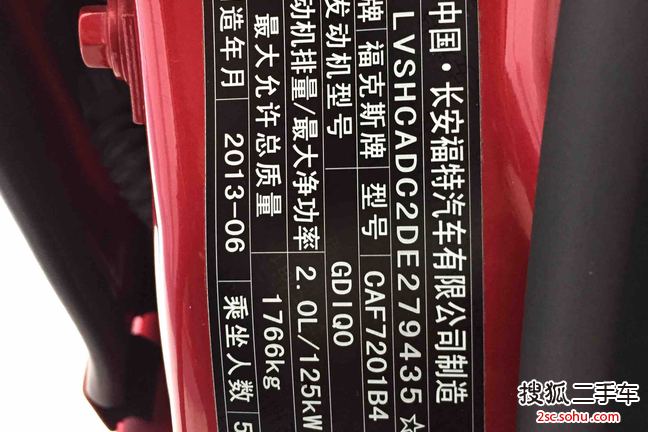 中国·长安福特汽车有限公司制造
LVSHCADC2DE279435☆
牌 福克斯牌 型号 CAF7201B4
发动机型号 GDIQ0
动机排量/最大净功率 2.0L/125kW
最大允许总质量 1766kg
造年月 2013-06 乘坐人数 5
搜狐二手车
2sc.sohu.com